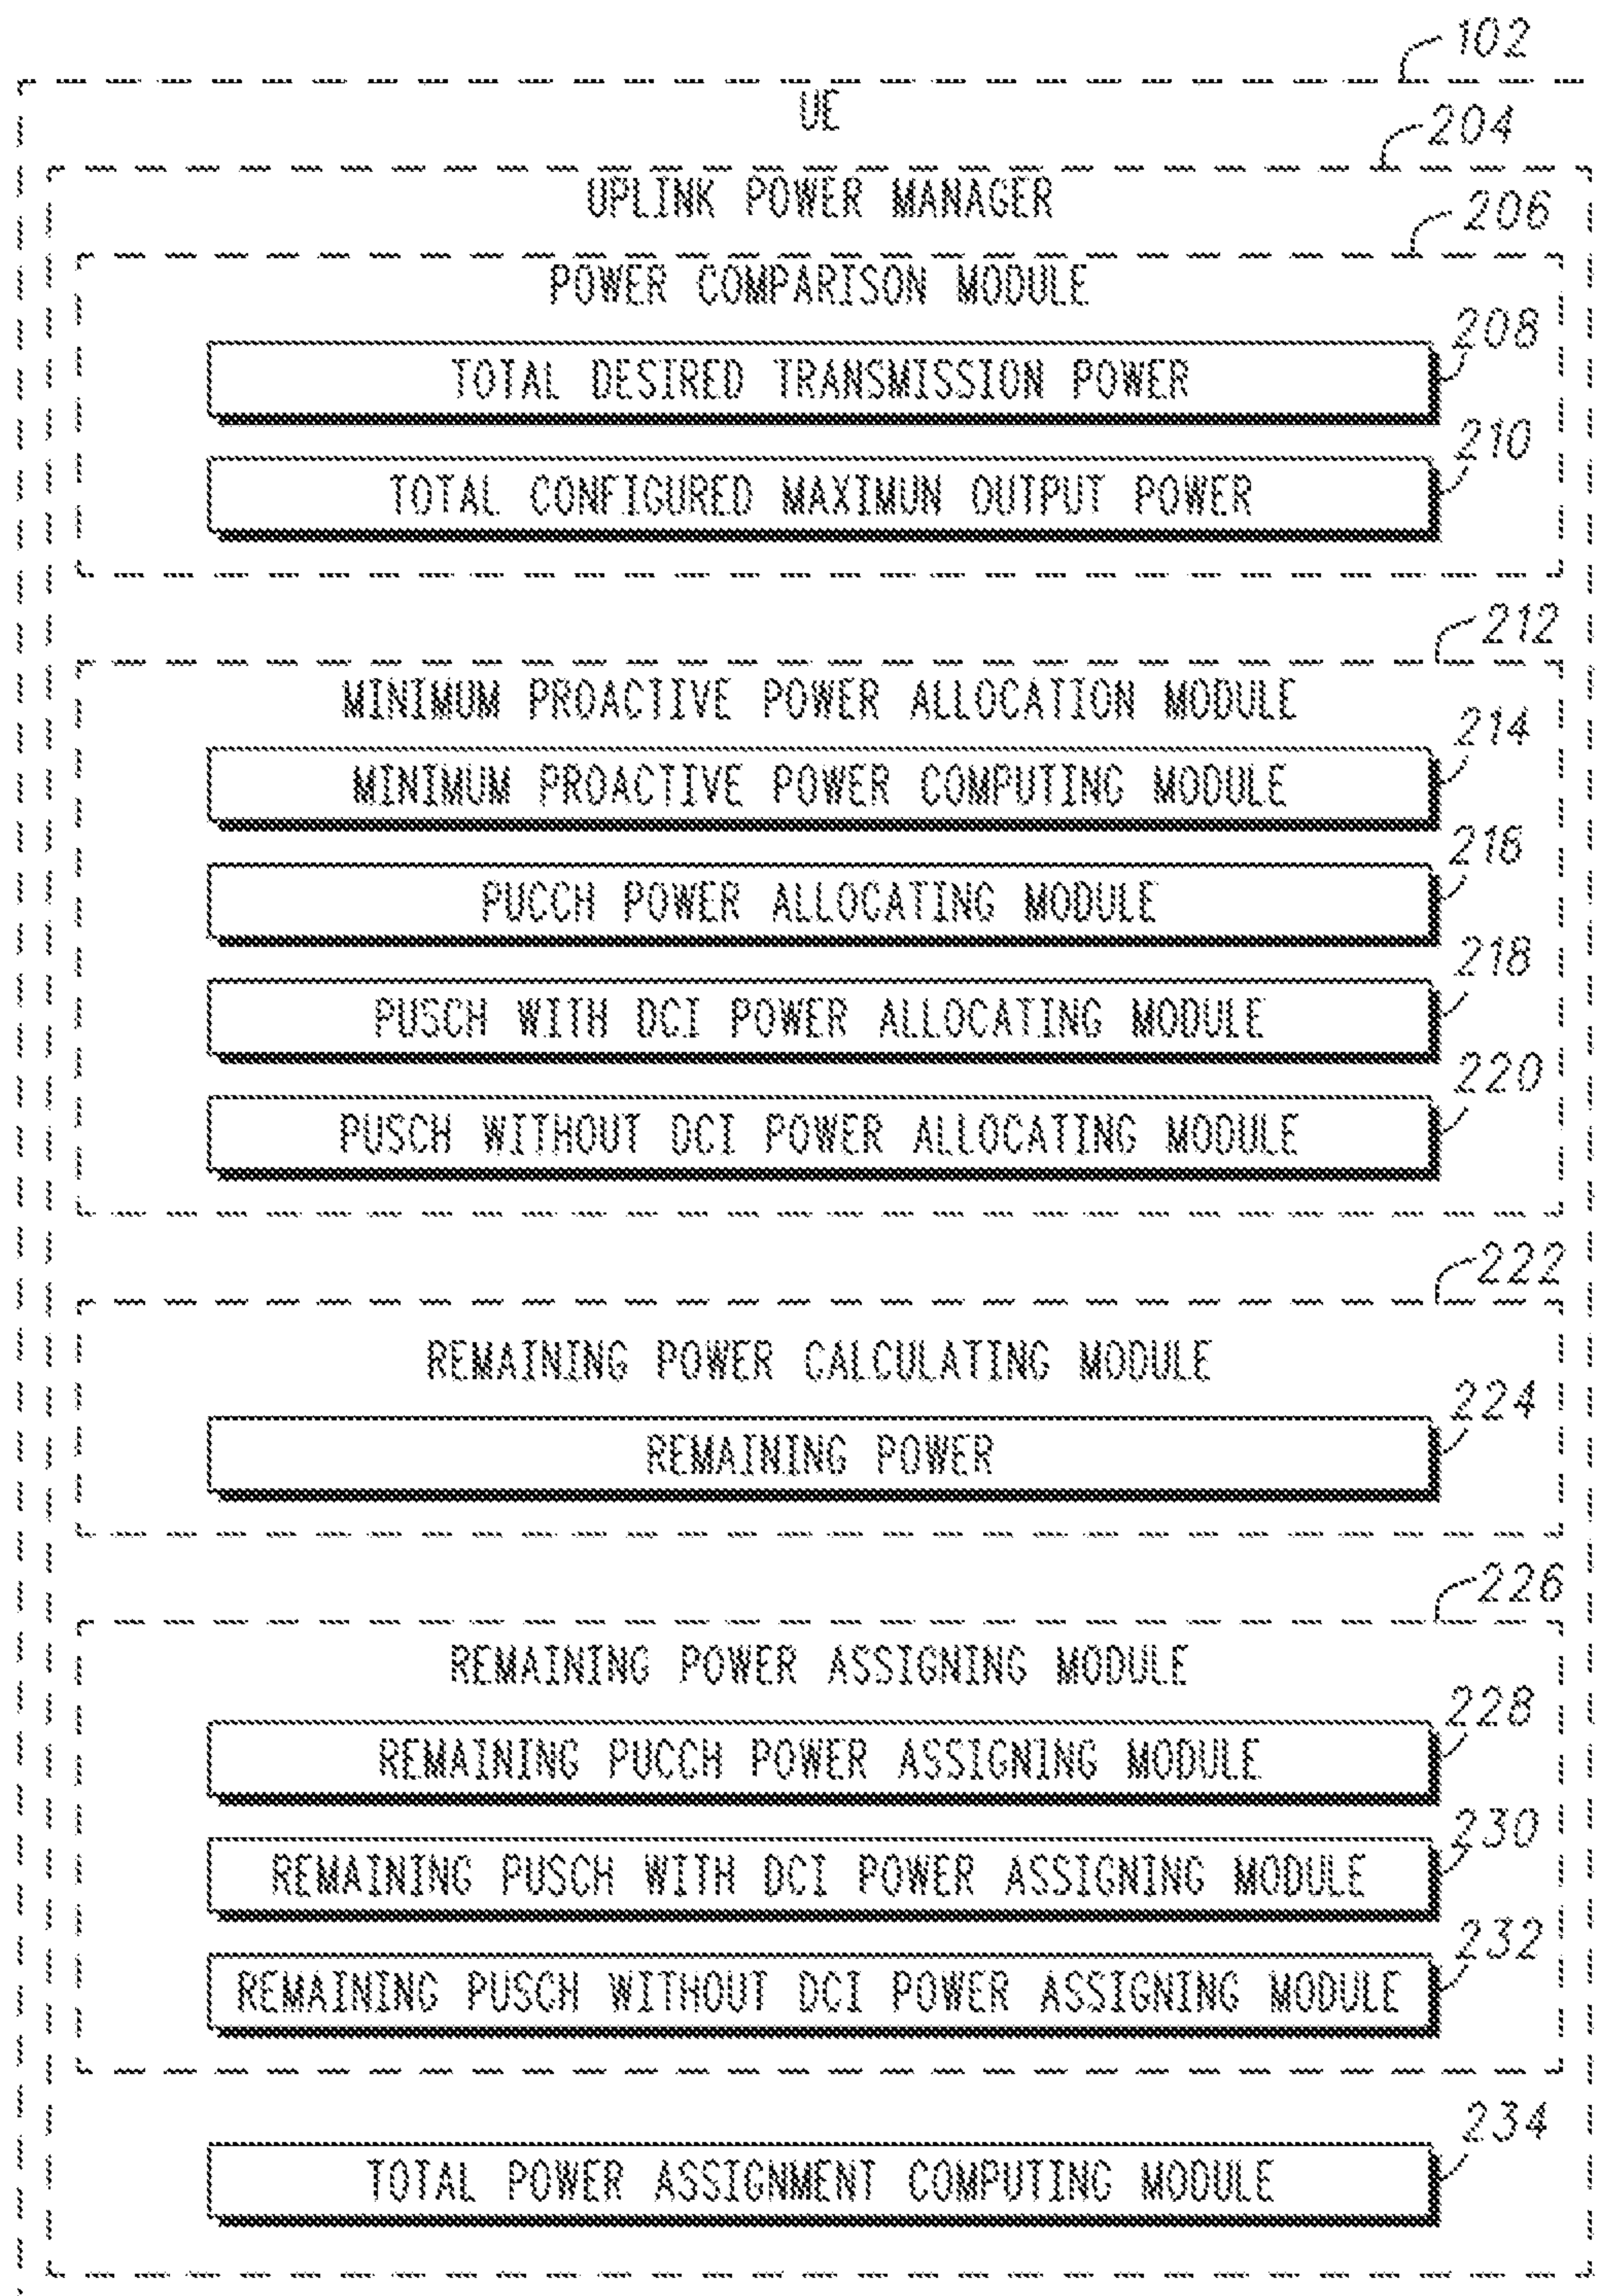 102
UE
204
UPLINK POWER MANAGER
206
POWER COMPARISON MODULE
208
TOTAL DESIRED TRANSMISSION POWER
210
TOTAL CONFIGURED MAXIMUN OUTPUT POWER
212
MINIMUM PROACTIVE POWER ALLOCATION MODULE
214
MINIMUM PROACTIVE POWER COMPUTING MODULE
216
PUCCH POWER ALLOCATING MODULE
218
PUSCH WITH DCI POWER ALLOCATING MODULE
220
PUSCH WITHOUT DCI POWER ALLOCATING MODULE
222
REMAINING POWER CALCULATING MODULE
224
REMAINING POWER
226
REMAINING POWER ASSIGNING MODULE
228
REMAINING PUCCH POWER ASSIGNING MODULE
230
REMAINING PUSCH WITH DCI POWER ASSIGNING MODULE
232
REMAINING PUSCH WITHOUT DCI POWER ASSIGNING MODULE
234
TOTAL POWER ASSIGNMENT COMPUTING MODULE